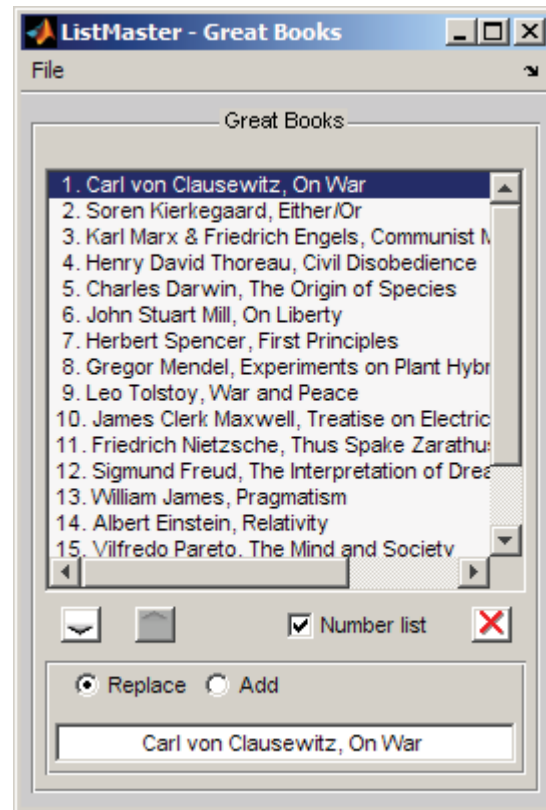 ListMaster - Great Books
File
Great Books
1. Carl von Clausewitz, On War
2. Soren Kierkegaard, Either/Or
3. Karl Marx & Friedrich Engels, Communist
4. Henry David Thoreau, Civil Disobedience
5. Charles Darwin, The Origin of Species
6. John Stuart Mill, On Liberty
7. Herbert Spencer, First Principles
8. Gregor Mendel, Experiments on Plant Hybr
9. Leo Tolstoy, War and Peace
10. James Clerk Maxwell, Treatise on Electric
11. Friedrich Nietzsche, Thus Spake Zarathu
12. Sigmund Freud, The Interpretation of Drea
13. William James, Pragmatism
14. Albert Einstein, Relativity
15. Vilfredo Pareto, The Mind and Society
Number list
Replace Add
Carl von Clausewitz, On War